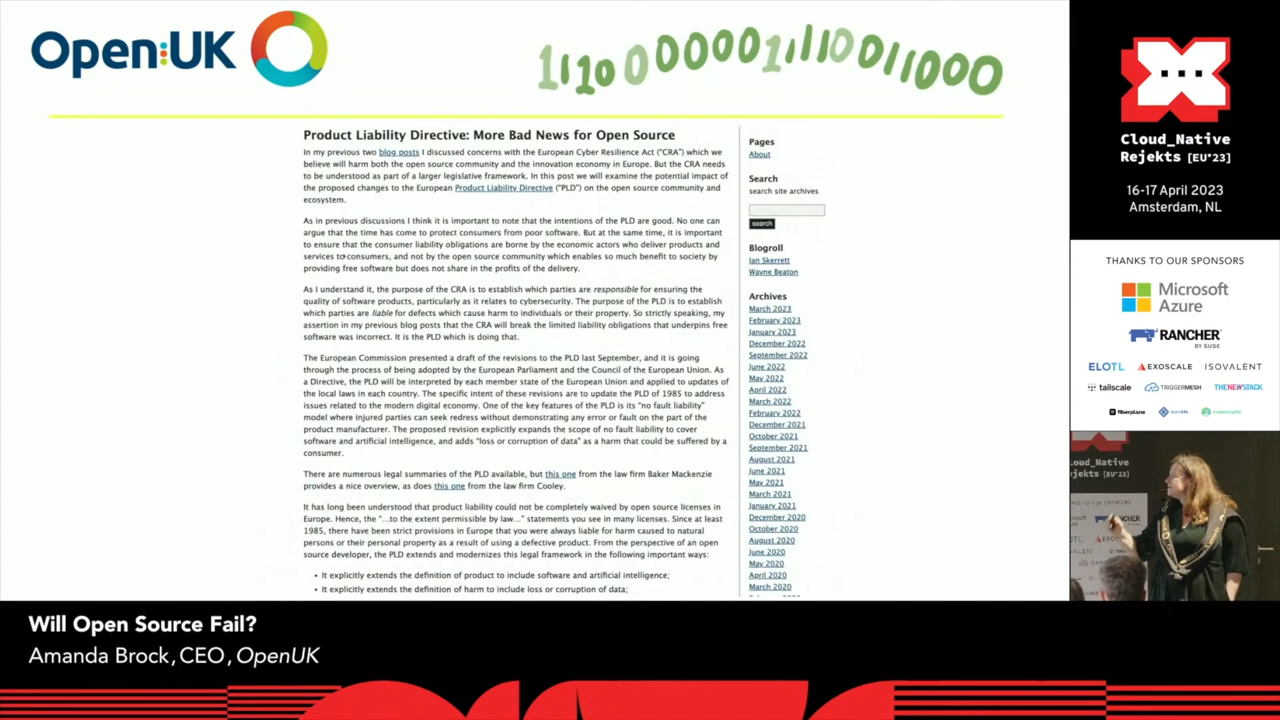 Open:UK
1110 000011110011000
Product Liability Directive: More Bad News for Open Source
In my previous two blog posts I discussed concerns with the European Cyber Resilience Act ("CRA") which we
believe will harm both the open source community and the innovation economy in Europe. But the CRA needs
to be understood as part of a larger legislative framework. In this post we will examine the potential impact of
the proposed changes to the European Product Liability Directive ("PLD") on the open source community and
ecosystem.
As in previous discussions I think it is important to note that the intentions of the PLD are good. No one can
argue that the time has come to protect consumers from poor software. But at the same time, it is important
to ensure that the consumer liability obligations are borne by the economic actors who deliver products and
services to consumers, and not by the open source community which enables so much benefit to society by
providing free software but does not share in the profits of the delivery.
As I understand it, the purpose of the CRA is to establish which parties are responsible for ensuring the
quality of software products, particularly as it relates to cybersecurity. The purpose of the PLD is to establish
which parties are liable for defects which cause harm to individuals or their property. So strictly speaking, my
assertion in my previous blog posts that the CRA will break the limited liability obligations that underpins free
software was incorrect. It is the PLD which is doing that.
The European Commission presented a draft of the revisions to the PLD last September, and it is going
through the process of being adopted by the European Parliament and the Council of the European Union. As
a Directive, the PLD will be interpreted by each member state of the European Union and applied to updates of
the local laws in each country. The specific intent of these revisions are to update the PLD of 1985 to address
issues related to the modern digital economy. One of the key features of the PLD is its "no fault liability"
model where injured parties can seek redress without demonstrating any error or fault on the part of the
product manufacturer. The proposed revision explicitly expands the scope of no fault liability to cover
software and artificial intelligence, and adds "loss or corruption of data" as a harm that could be suffered by a
consumer.
There are numerous legal summaries of the PLD available, but this one from the law firm Baker Mackenzie
provides a nice overview, as does this one from the law firm Cooley.
It has long been understood that product liability could not be completely waived by open source licenses in
Europe. Hence, the "...to the extent permissible by law..." statements you see in many licenses. Since at least
1985, there have been strict provisions in Europe that you were always liable for harm caused to natural
persons or their personal property as a result of using a defective product. From the perspective of an open
source developer, the PLD extends and modernizes this legal framework in the following important ways:
• It explicitly extends the definition of product to include software and artificial intelligence;
• It explicitly extends the definition of harm to include loss or corruption of data;
Pages
About
Search
search site archives
search
Blogroll
Ian Skerrett
Wayne Beaton
Archives
March 2023
February 2023
January 2023
December 2022
September 2022
June 2022
May 2022
April 2022
March 2022
February 2022
December 2021
October 2021
September 2021
August 2021
June 2021
May 2021
March 2021
January 2021
December 2020
October 2020
August 2020
June 2020
May 2020
April 2020
March 2020
Cloud_Native
Rejekts [EU'23]
16-17 April 2023
Amsterdam, NL
THANKS TO OUR SPONSORS
Microsoft
Azure
RANCHER
BY SUSE
ELOTL
EXOSCALE
ISOVALENT
tailscale
TRIGGERMESH
THENEWSTACK
fiberplane
loud_Native
Rejekts [EU'23]
RANCHER
Will Open Source Fail?
Amanda Brock, CEO, OpenUK